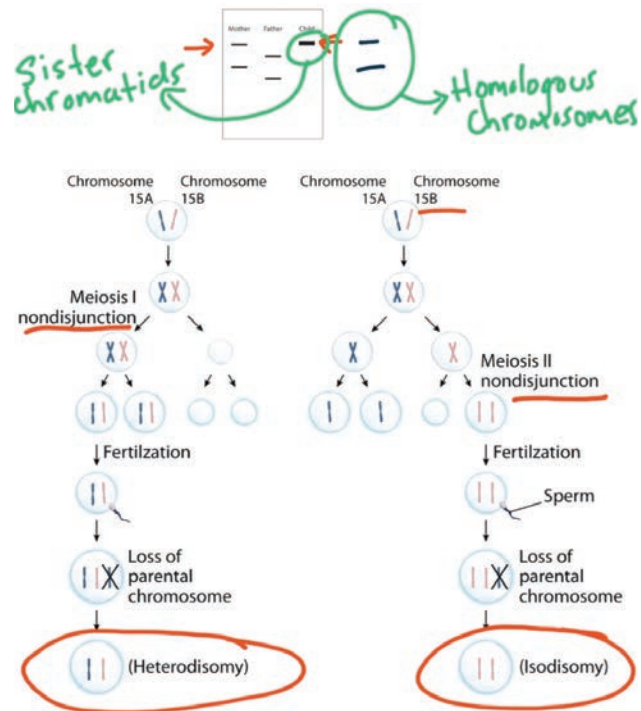 Mother Father Child
Sister
chromatids
Homologous
chromosomes
Chromosome
15A
Chromosome
15B
Chromosome
15A
Chromosome
15B
Meiosis I
nondisjunction
Meiosis II
nondisjunction
Fertilzation
Fertilzation
Sperm
Loss of
parental
chromosome
Loss of
parental
chromosome
(Heterodisomy)
(Isodisomy)